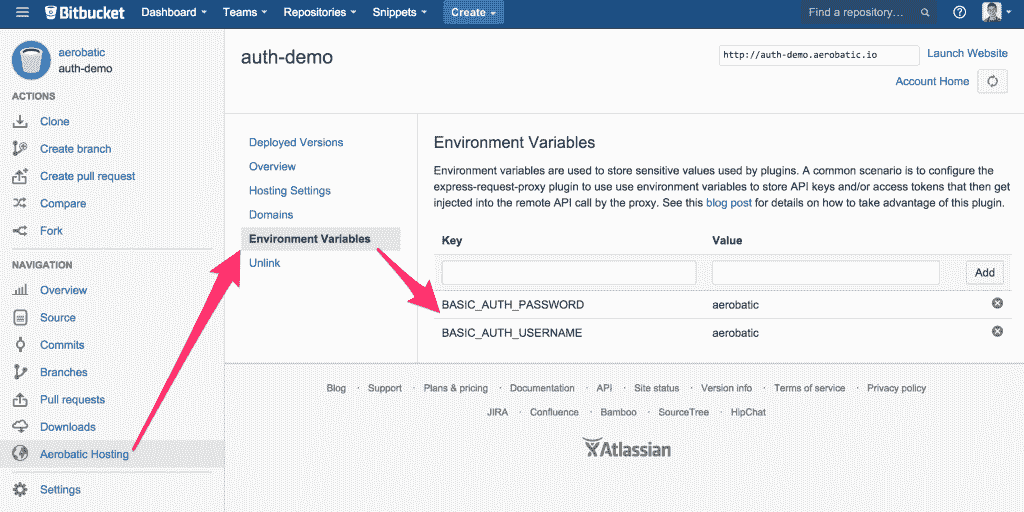 Bitbucket Dashboard Teams Repositories Snippets Create Find a repository...
aerobatic
auth-demo
ACTIONS
Clone
Create branch
Create pull request
Compare
Fork
NAVIGATION
Overview
Source
Commits
Branches
Pull requests
Downloads
Aerobatic Hosting
Settings
auth-demo
http://auth-demo.aerobatic.io Launch Website
Account Home
Deployed Versions
Overview
Hosting Settings
Domains
Environment Variables
Unlink
Environment Variables
Environment variables are used to store sensitive values used by plugins. A common scenario is to configure the
express-request-proxy plugin to use use environment variables to store API keys and/or access tokens that then get
injected into the remote API call by the proxy. See this blog post for details on how to take advantage of this plugin.
Key Value
Add
BASIC_AUTH_PASSWORD aerobatic
BASIC_AUTH_USERNAME aerobatic
Blog · Support · Plans & pricing · Documentation · API · Site status · Version info · Terms of service · Privacy policy
JIRA · Confluence · Bamboo · SourceTree · HipChat
Atlassian